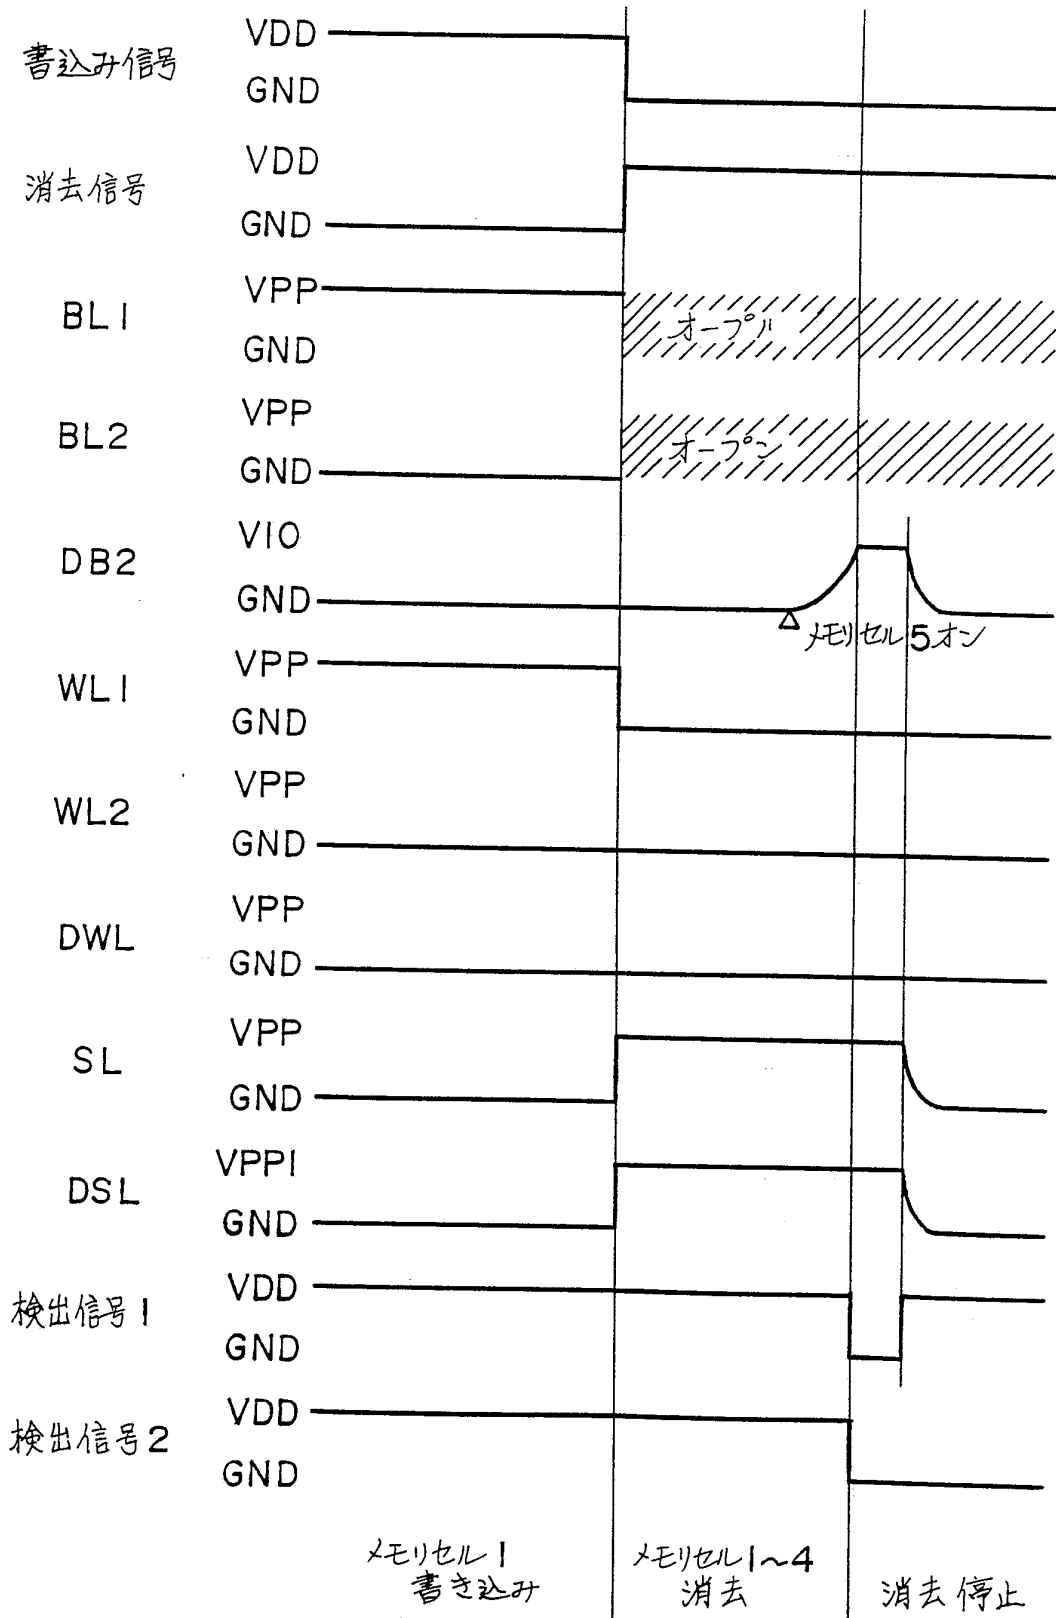 書込み信号 VDD
GND
消去信号 VDD
GND
BL1 VPP
GND
オープン
BL2 VPP
GND
オープン
DB2 VIO
GND
メモリセル5オン
WL1 VPP
GND
WL2 VPP
GND
DWL VPP
GND
SL VPP
GND
DSL VPP1
GND
検出信号1 VDD
GND
検出信号2 VDD
GND
メモリセル1
書き込み
メモリセル1~4
消去
消去停止